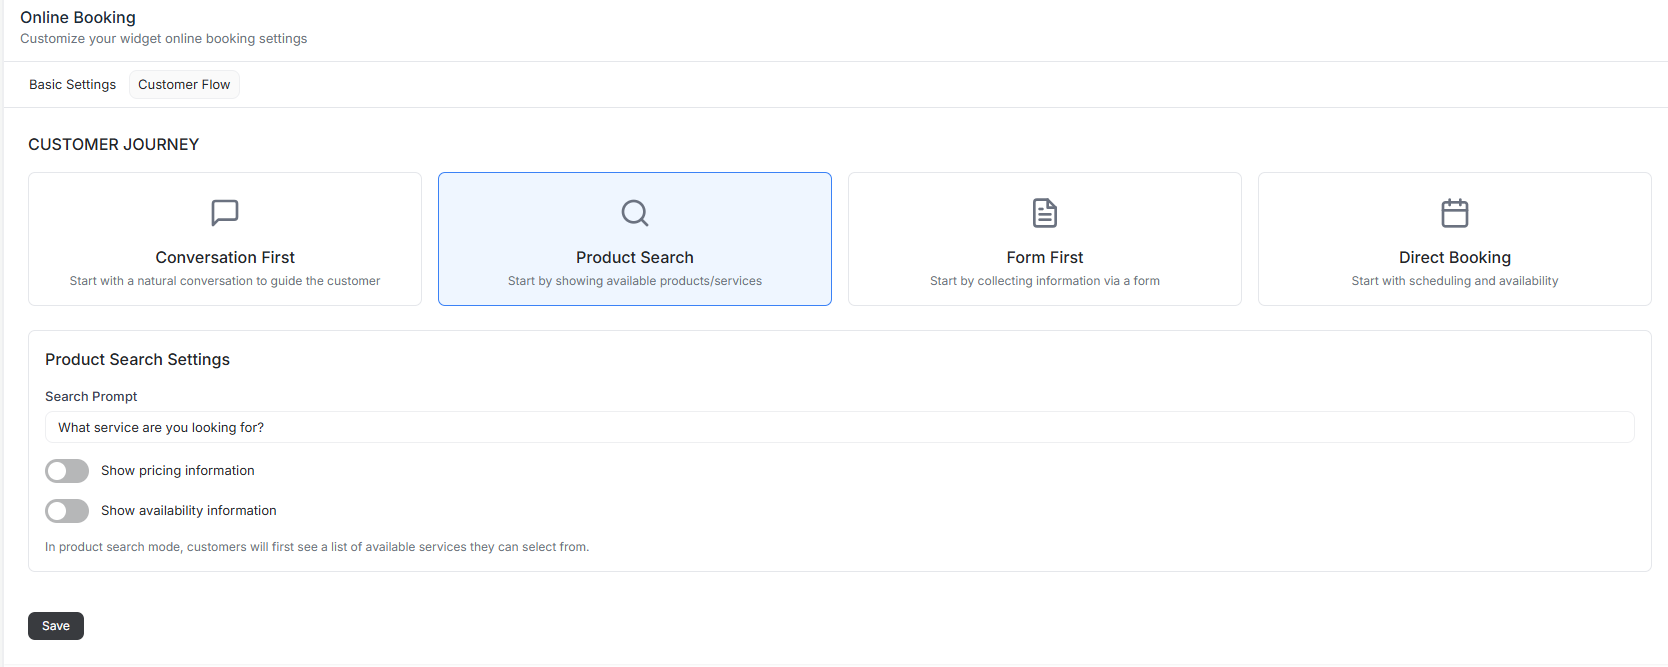 Online Booking
Customize your widget online booking settings
Basic Settings Customer Flow
CUSTOMER JOURNEY
Conversation First
Start with a natural conversation to guide the customer
Product Search
Start by showing available products/services
Form First
Start by collecting information via a form
Direct Booking
Start with scheduling and availability
Product Search Settings
Search Prompt
What service are you looking for?
Show pricing information
Show availability information
In product search mode, customers will first see a list of available services they can select from.
Save